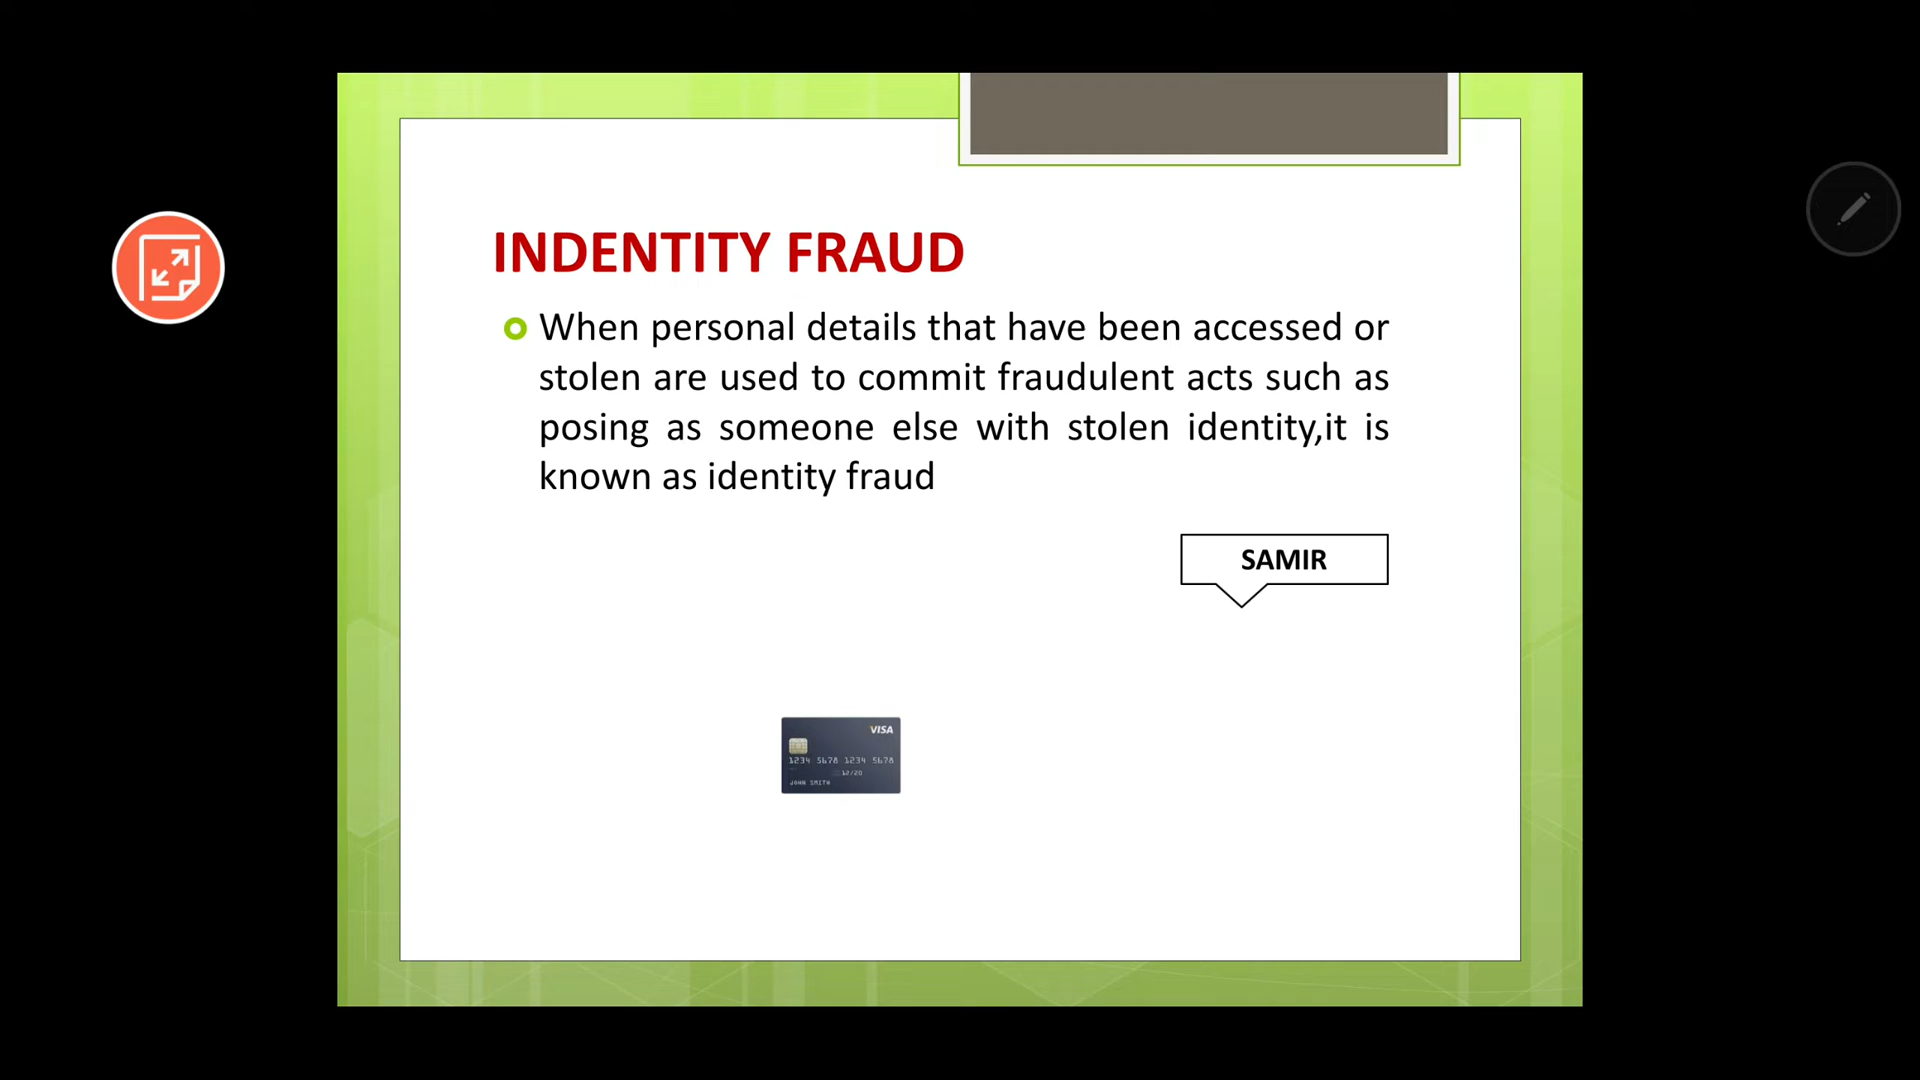 INDENTITY FRAUD
When personal details that have been accessed or
stolen are used to commit fraudulent acts such as
posing as someone else with stolen identity,it is
known as identity fraud
SAMIR
VISA
1234 5678 1234 5678
12/20
JOHN SMITH